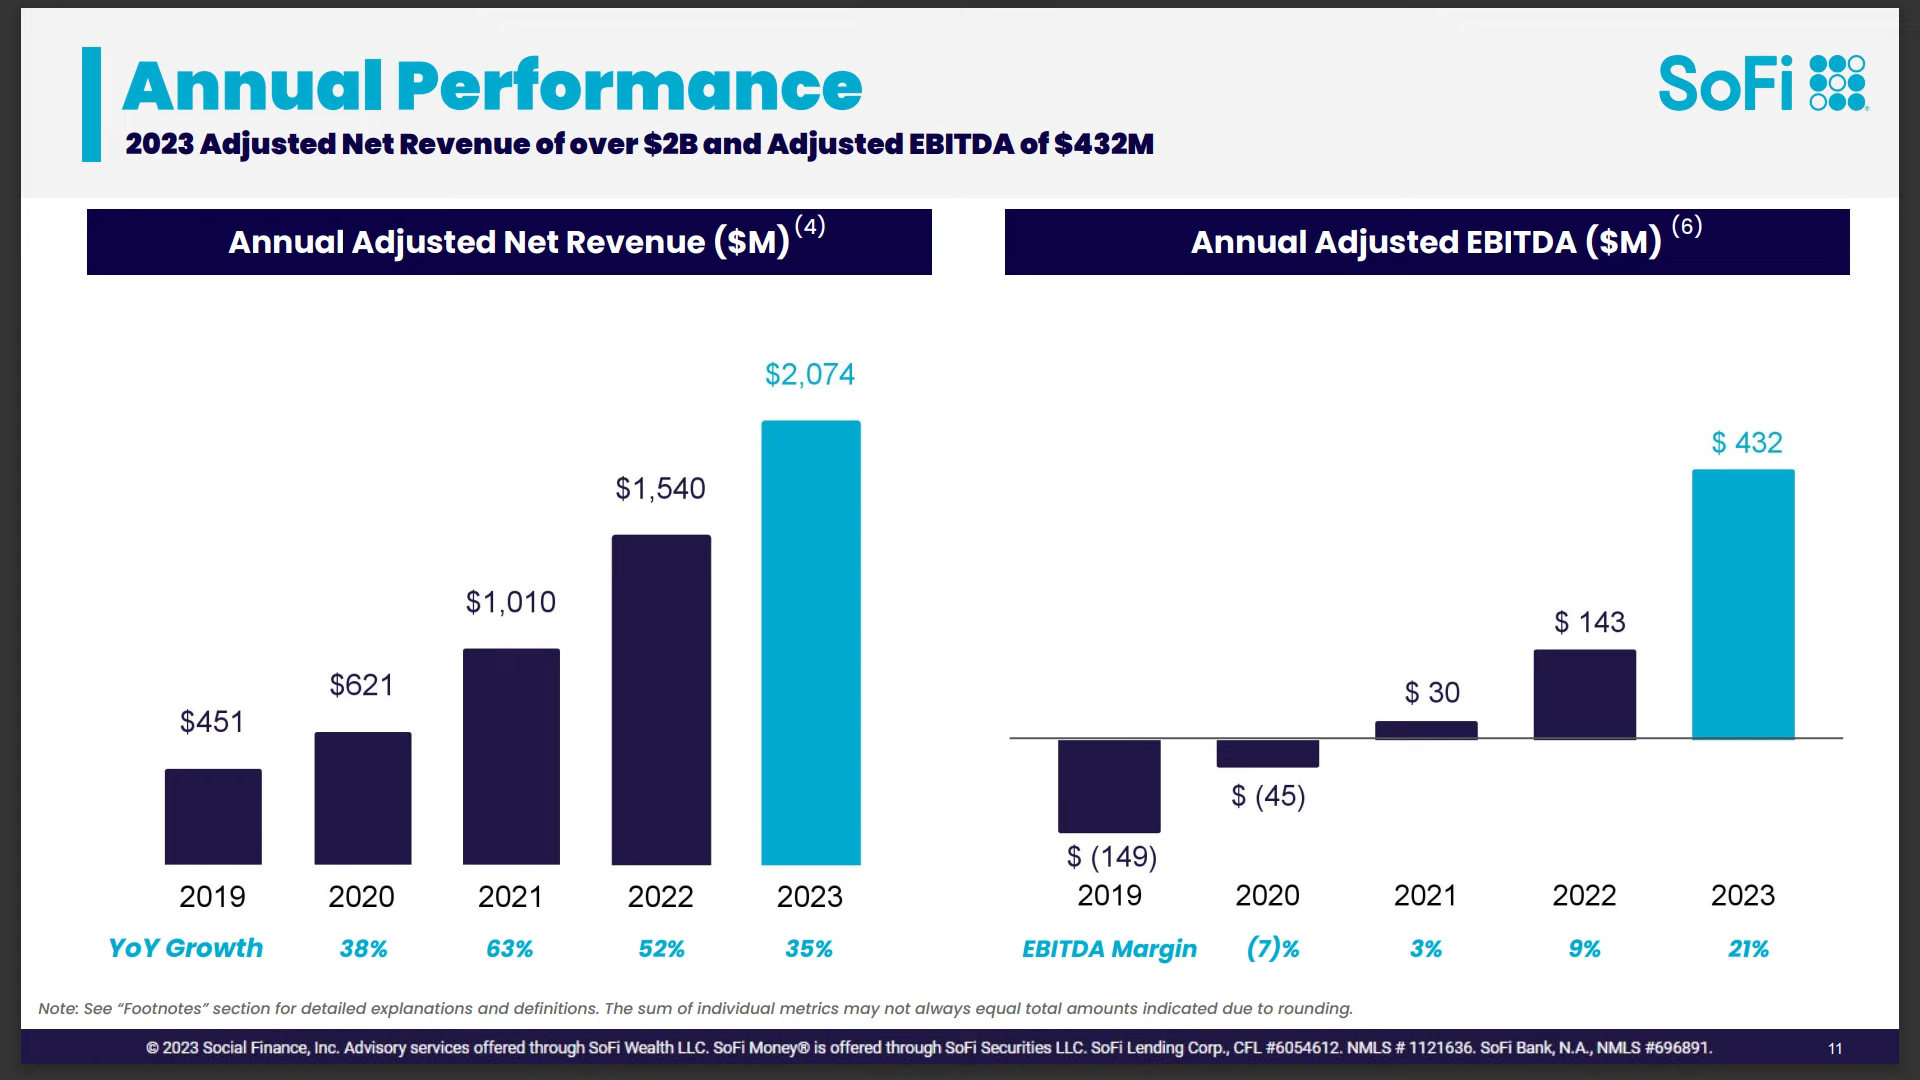 Annual Performance
SoFi
2023 Adjusted Net Revenue of over $2B and Adjusted EBITDA of $432M
Annual Adjusted Net Revenue ($M) (4)
$2,074
$1,540
$1,010
$621
$451
2019 2020 2021 2022 2023
YoY Growth 38% 63% 52% 35%
Annual Adjusted EBITDA ($M) (6)
$ 432
$ 143
$ 30
$ (45)
$ (149)
2019 2020 2021 2022 2023
EBITDA Margin (7)% 3% 9% 21%
Note: See “Footnotes” section for detailed explanations and definitions. The sum of individual metrics may not always equal total amounts indicated due to rounding.
© 2023 Social Finance, Inc. Advisory services offered through SoFi Wealth LLC. SoFi Money® is offered through SoFi Securities LLC. SoFi Lending Corp., CFL #6054612. NMLS # 1121636. SoFi Bank, N.A., NMLS #696891.
11